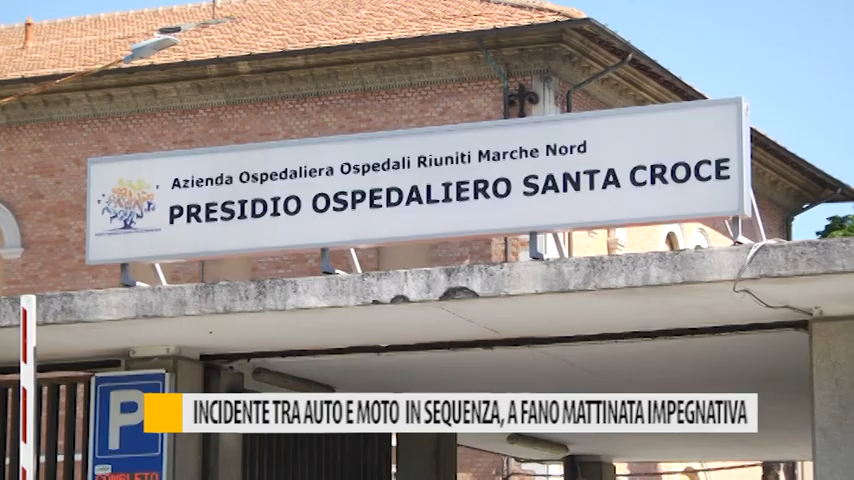 Azienda Ospedaliera Ospedali Riuniti Marche Nord
PRESIDIO OSPEDALIERO SANTA CROCE
P
COMPLETO
INCIDENTE TRA AUTO E MOTO IN SEQUENZA, A FANO MATTINATA IMPEGNATIVA